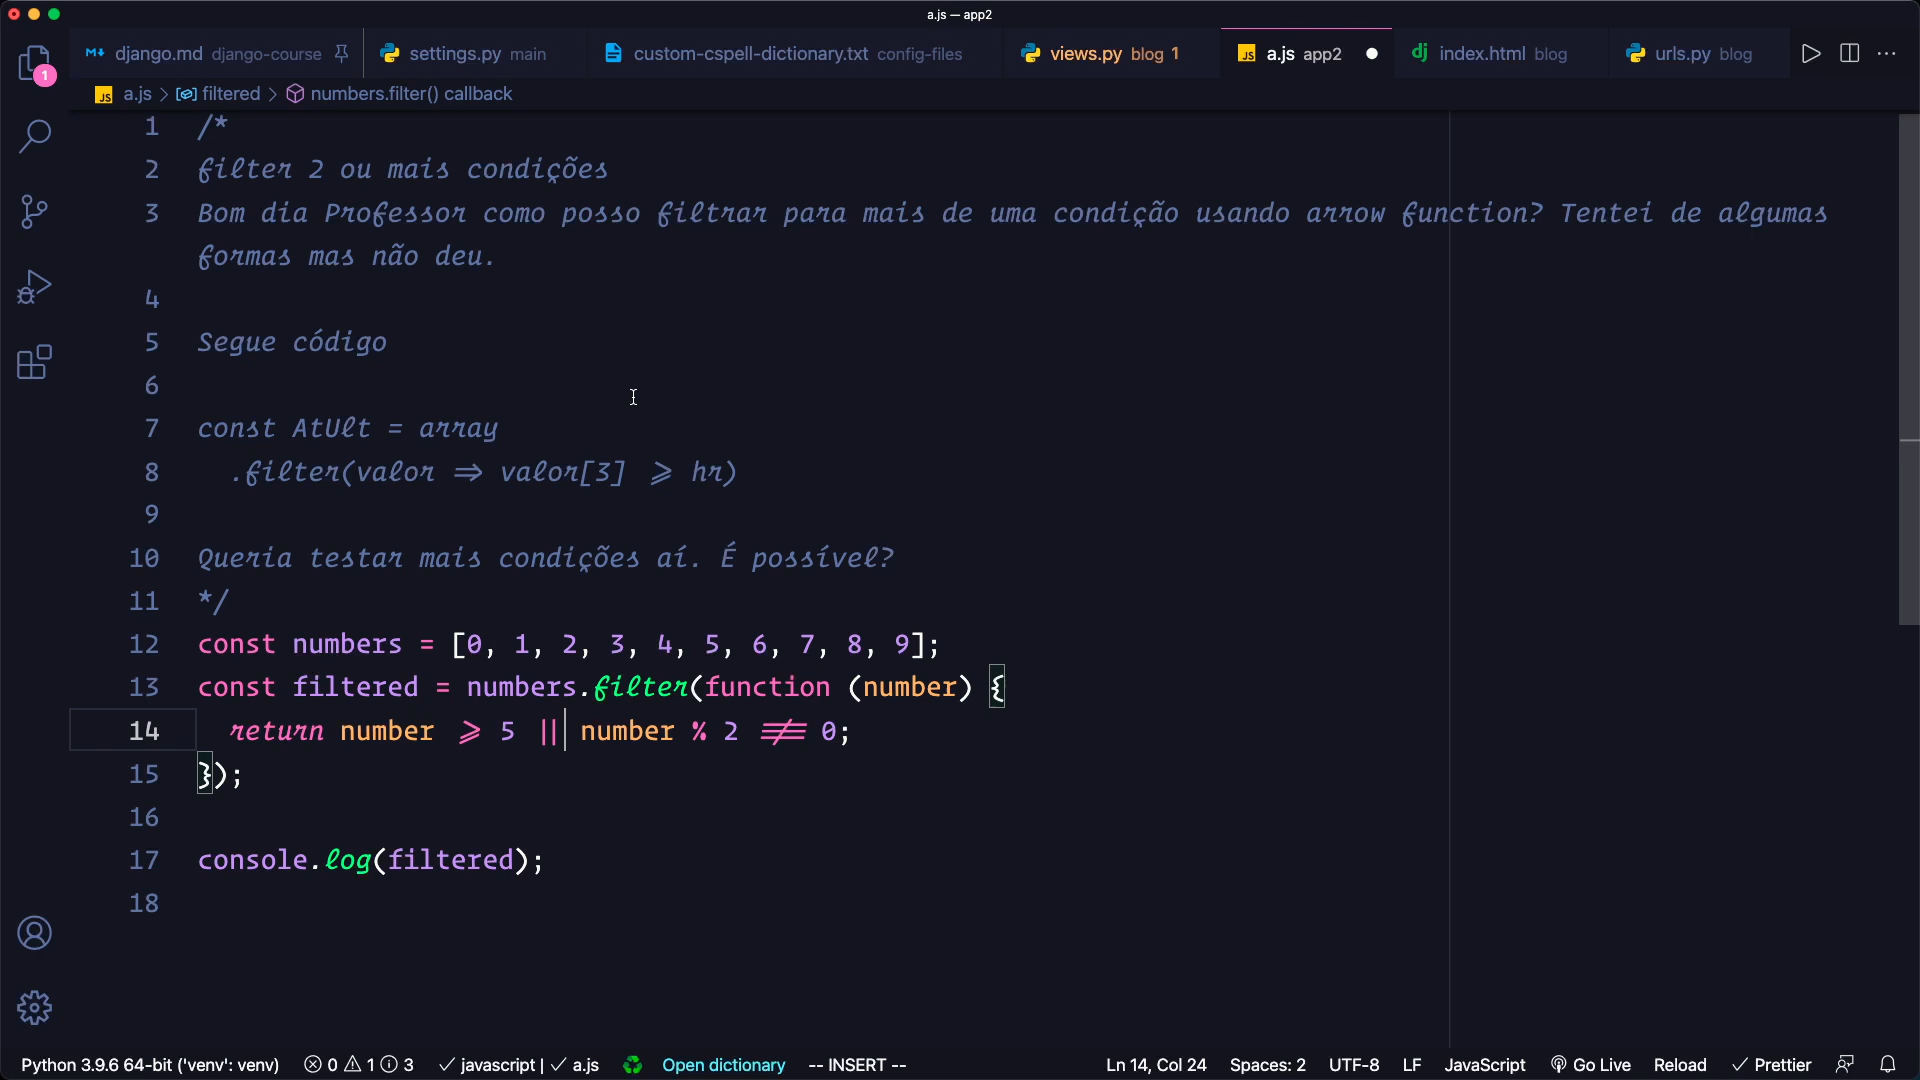 a.js — app2
django.md django-course settings.py main custom-cspell-dictionary.txt config-files views.py blog 1 JS a.js app2 dj index.html blog urls.py blog
1
JS a.js > filtered > numbers.filter() callback
1 /*
2 filter 2 ou mais condições
3 Bom dia Professor como posso filtrar para mais de uma condição usando arrow function? Tentei de algumas
formas mas não deu.
4
5 Segue código
6
7 const AtUlt = array
8 .filter(valor => valor[3] >= hr)
9
10 Queria testar mais condições aí. É possível?
11 */
12 const numbers = [0, 1, 2, 3, 4, 5, 6, 7, 8, 9];
13 const filtered = numbers.filter(function (number) {
14 return number >= 5 || number % 2 !== 0;
15 });
16
17 console.log(filtered);
18
Python 3.9.6 64-bit ('venv': venv) 0 1 3 javascript | a.js Open dictionary -- INSERT -- Ln 14, Col 24 Spaces: 2 UTF-8 LF JavaScript Go Live Reload Prettier